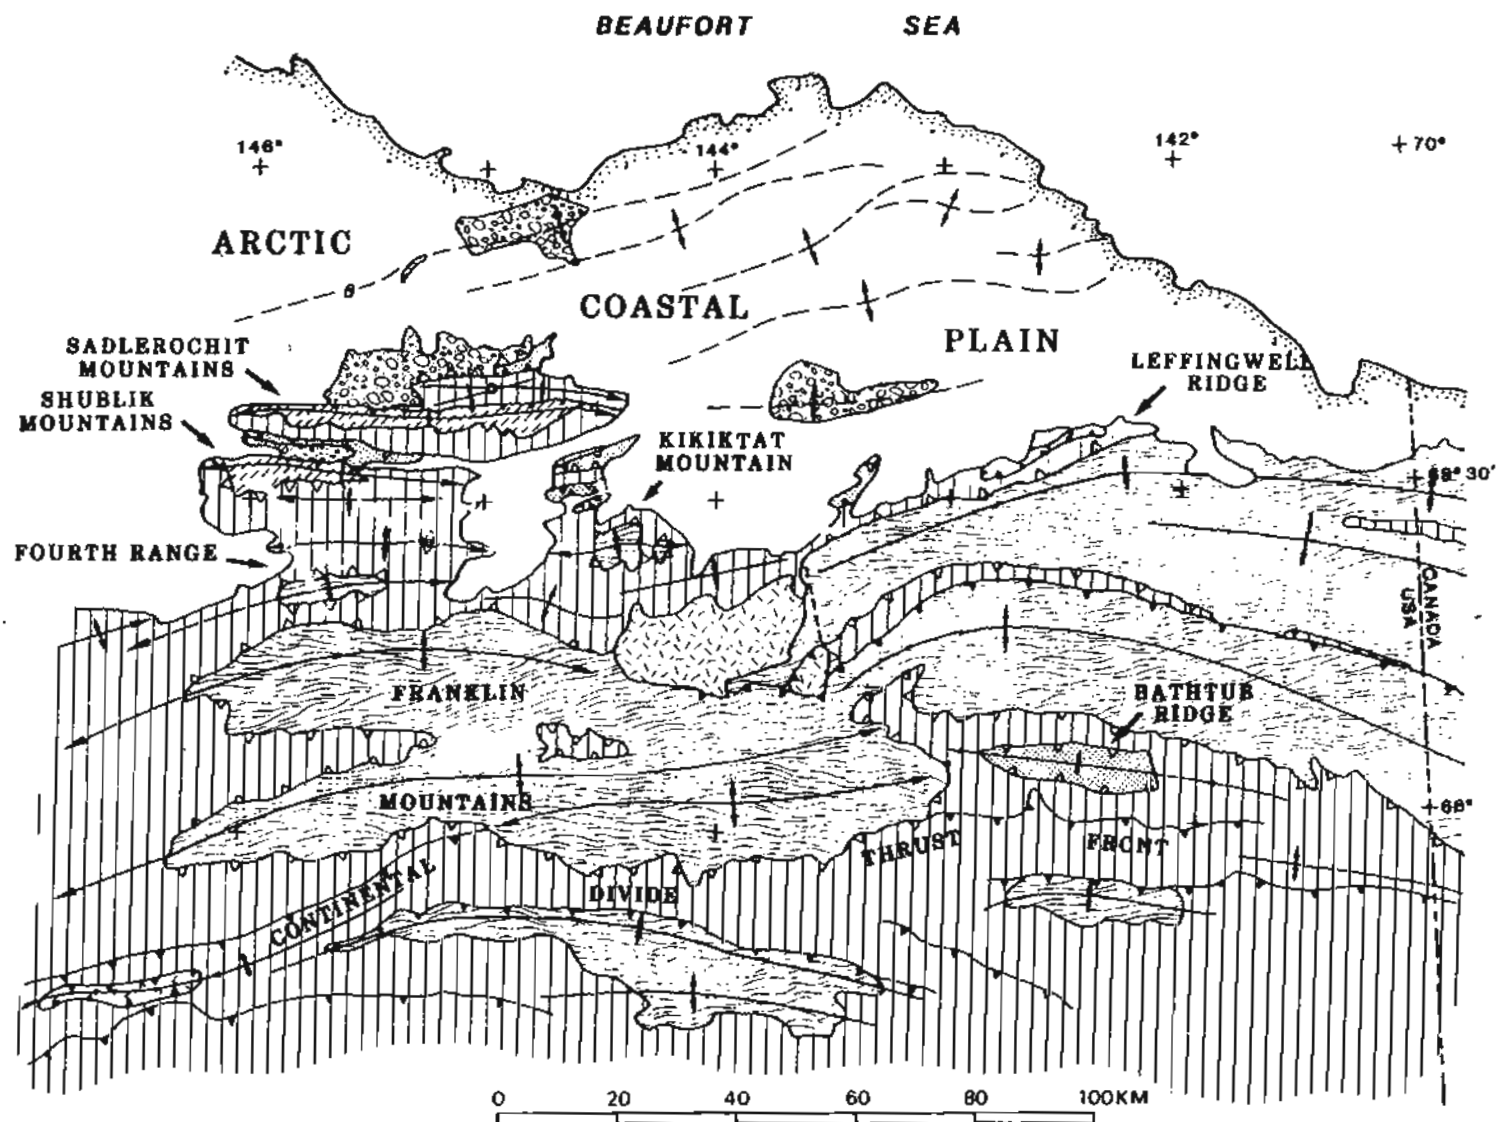 BEAUFORT SEA
146°
144°
142°
70°
ARCTIC
COASTAL
PLAIN
SADLEROCHIT
MOUNTAINS
SHUBLIK
MOUNTAINS
LEFFINGWELL
RIDGE
KIKIKTAT
MOUNTAIN
69° 30'
FOURTH RANGE
CANADA
USA
FRANKLIN
BATHTUB
RIDGE
MOUNTAINS
68°
THRUST FRONT
CONTINENTAL DIVIDE
0 20 40 60 80 100KM